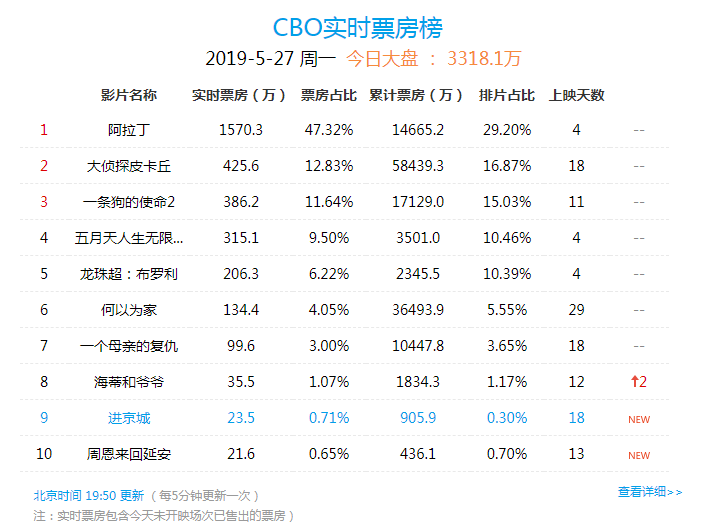 CBO实时票房榜
2019-5-27 周一 今日大盘 ： 3318.1万
影片名称 实时票房（万） 票房占比 累计票房（万） 排片占比 上映天数
1 阿拉丁 1570.3 47.32% 14665.2 29.20% 4 --
2 大侦探皮卡丘 425.6 12.83% 58439.3 16.87% 18 --
3 一条狗的使命2 386.2 11.64% 17129.0 15.03% 11 --
4 五月天人生无限... 315.1 9.50% 3501.0 10.46% 4 --
5 龙珠超：布罗利 206.3 6.22% 2345.5 10.39% 4 --
6 何以为家 134.4 4.05% 36493.9 5.55% 29 --
7 一个母亲的复仇 99.6 3.00% 10447.8 3.65% 18 --
8 海蒂和爷爷 35.5 1.07% 1834.3 1.17% 12 ↑2
9 进京城 23.5 0.71% 905.9 0.30% 18 NEW
10 周恩来回延安 21.6 0.65% 436.1 0.70% 13 NEW
北京时间 19:50 更新 （每5分钟更新一次） 查看详细>>
注：实时票房包含今天未开映场次已售出的票房）